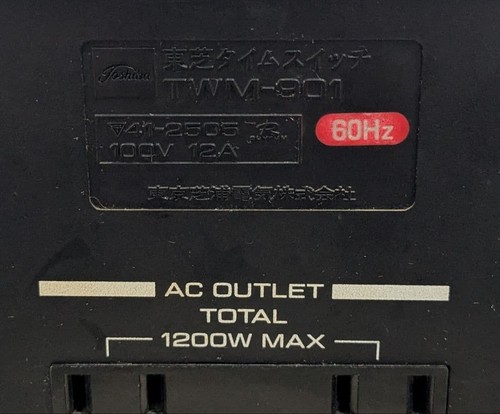 Toshiba
東芝タイムスイッチ
TWM-901
▽41-2505
100V 12A
60Hz
東京芝浦電気株式会社
AC OUTLET
TOTAL
1200W MAX